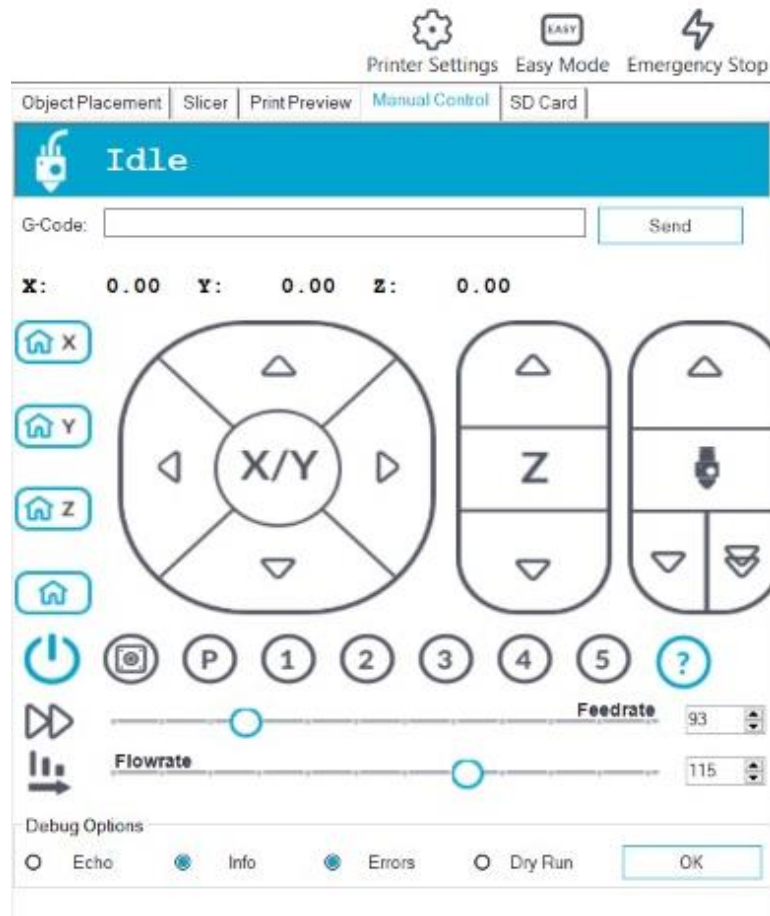 EASY
Printer Settings Easy Mode Emergency Stop
Object Placement Slicer Print Preview Manual Control SD Card
Idle
G-Code: Send
X: 0.00 Y: 0.00 Z: 0.00
X
Y
X/Y Z
Z
P 1 2 3 4 5 ?
Feedrate 93
Flowrate 115
Debug Options
Echo Info Errors Dry Run OK